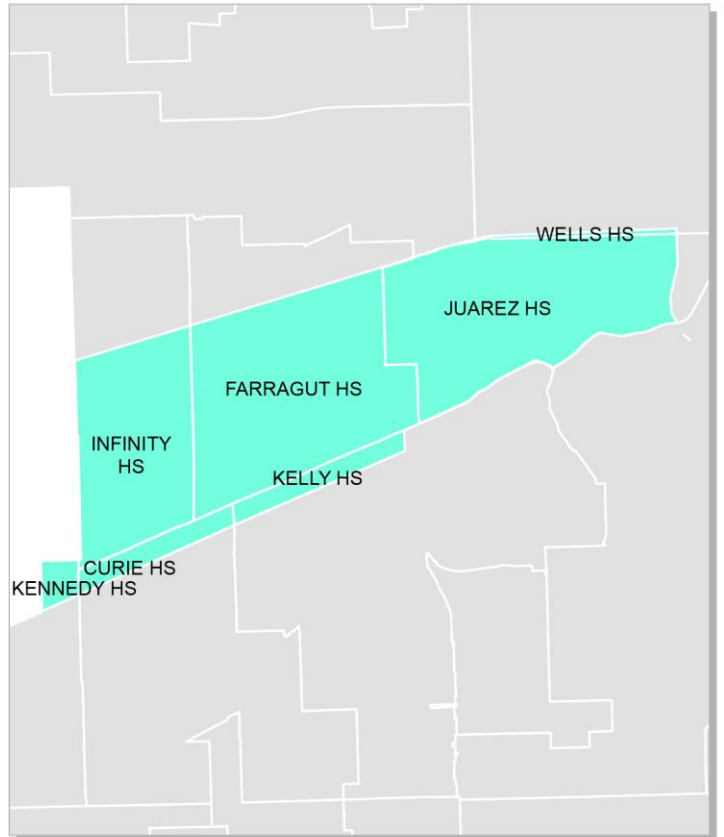 WELLS HS
JUAREZ HS
FARRAGUT HS
INFINITY
HS
KELLY HS
CURIE HS
KENNEDY HS